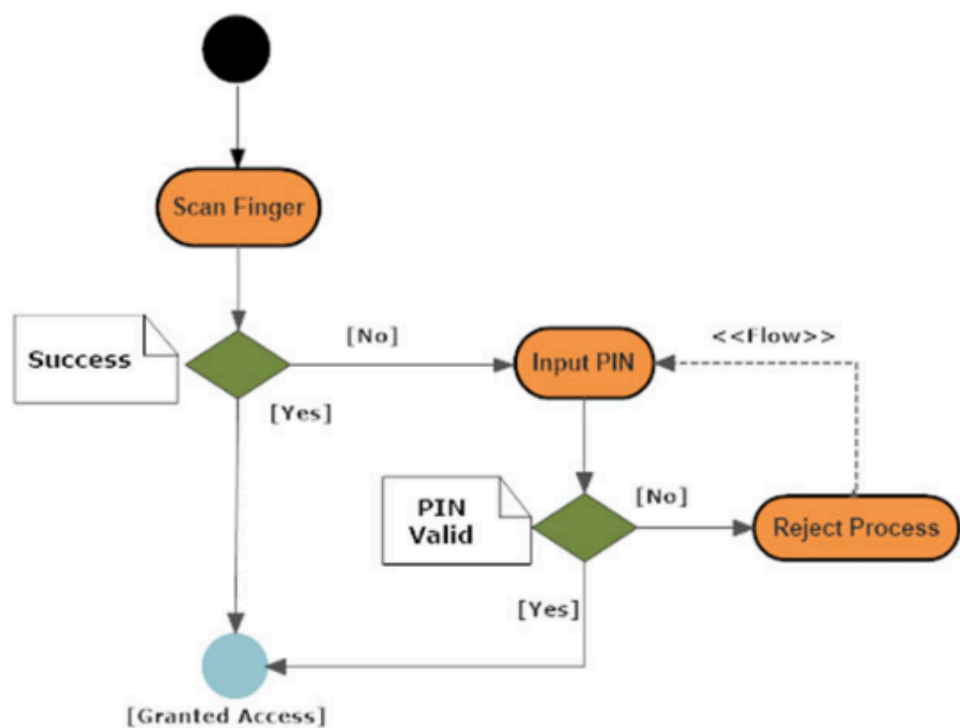 Scan Finger
Success
[No]
[Yes]
Input PIN
<<Flow>>
PIN
Valid
[No]
[Yes]
Reject Process
[Granted Access]